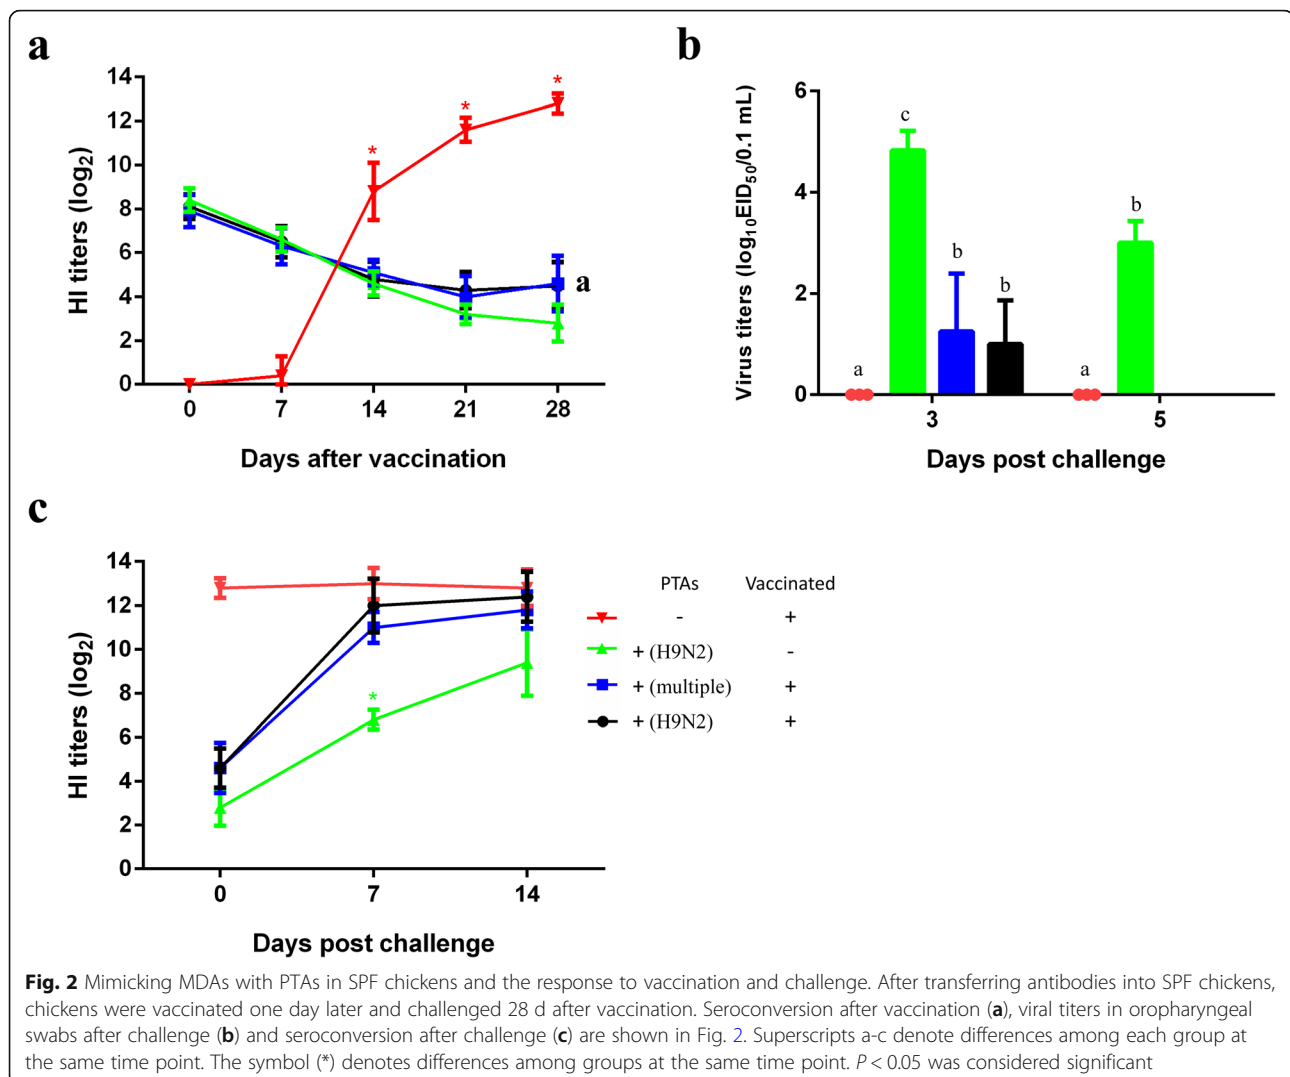 a
14
12
10
8
6
4
2
0
HI titers (log2)
* * *
a
0 7 14 21 28
Days after vaccination
b
8
6
4
2
0
Virus titers (log10EID50/0.1 mL)
a c b b a b
3 5
Days post challenge
c
14
12
10
8
6
4
2
0
HI titers (log2)
*
0 7 14
Days post challenge
PTAs Vaccinated
- +
+ (H9N2) -
+ (multiple) +
+ (H9N2) +
Fig. 2 Mimicking MDAs with PTAs in SPF chickens and the response to vaccination and challenge. After transferring antibodies into SPF chickens,
chickens were vaccinated one day later and challenged 28 d after vaccination. Seroconversion after vaccination (a), viral titers in oropharyngeal
swabs after challenge (b) and seroconversion after challenge (c) are shown in Fig. 2. Superscripts a-c denote differences among each group at
the same time point. The symbol (*) denotes differences among groups at the same time point. P < 0.05 was considered significant